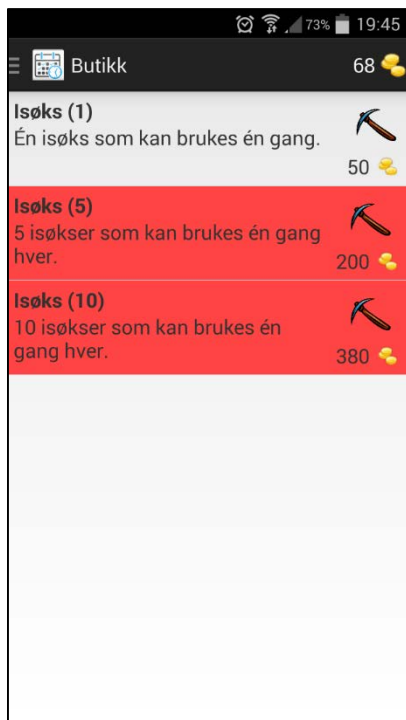 73% 19:45
Butikk 68
Isøks (1)
Én isøks som kan brukes én gang.
50
Isøks (5)
5 isøkser som kan brukes én gang
hver.
200
Isøks (10)
10 isøkser som kan brukes én
gang hver.
380